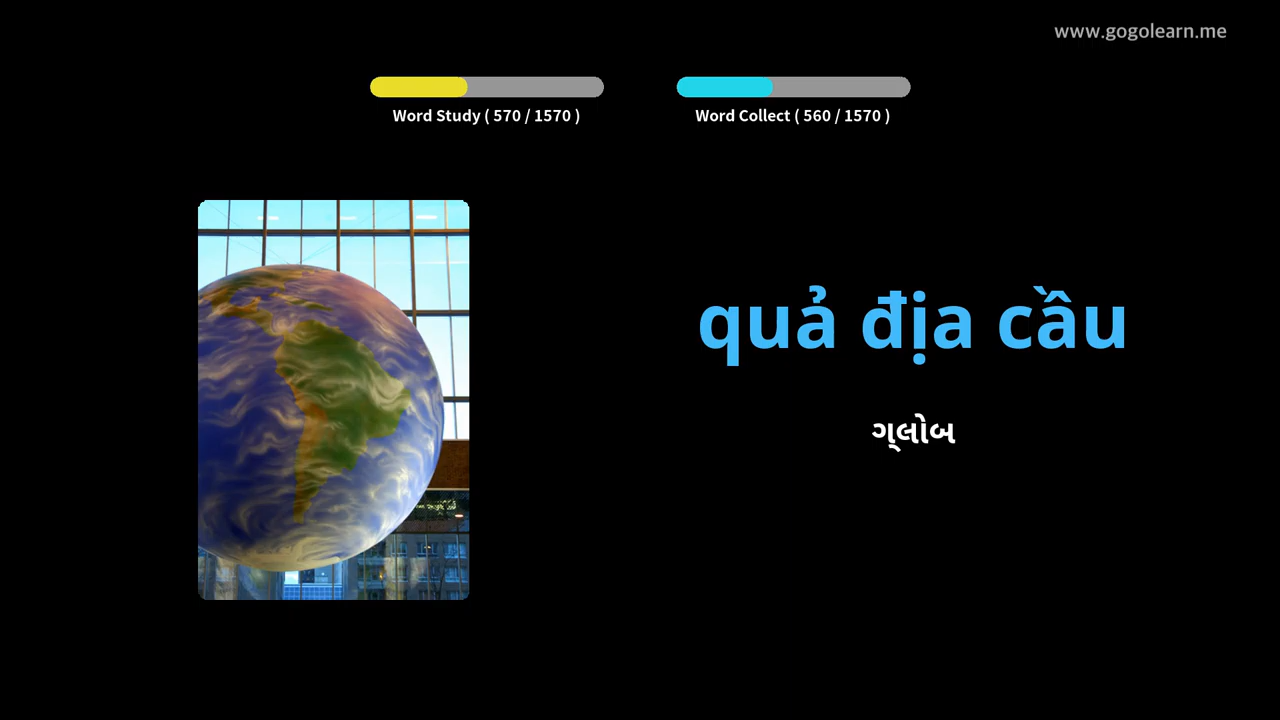 www.gogolearn.me
Word Study ( 570 / 1570 )
Word Collect ( 560 / 1570 )
quả địa cầu
ગ્લોબ